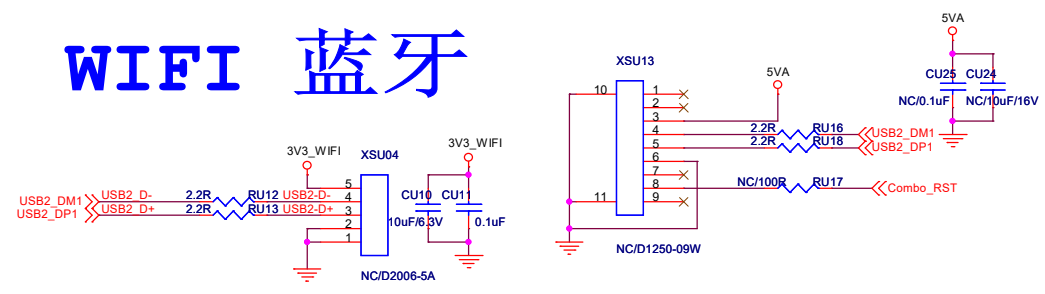 WIFI 蓝牙
5VA
XSU13
5VA
CU25 CU24
NC/0.1uF NC/10uF/16V
10 1
2
3
2.2R RU16 USB2_DM1
4
2.2R RU18 USB2_DP1
5
6
7
NC/100R RU17 Combo_RST
8
11 9
NC/D1250-09W
3V3_WIFI
XSU04
3V3_WIFI
USB2_DM1 USB2_D- 2.2R RU12 USB2-D- 5
4
USB2_DP1 USB2_D+ 2.2R RU13 USB2-D+ 3
2
1
CU10 CU11
10uF/6.3V 0.1uF
NC/D2006-5A